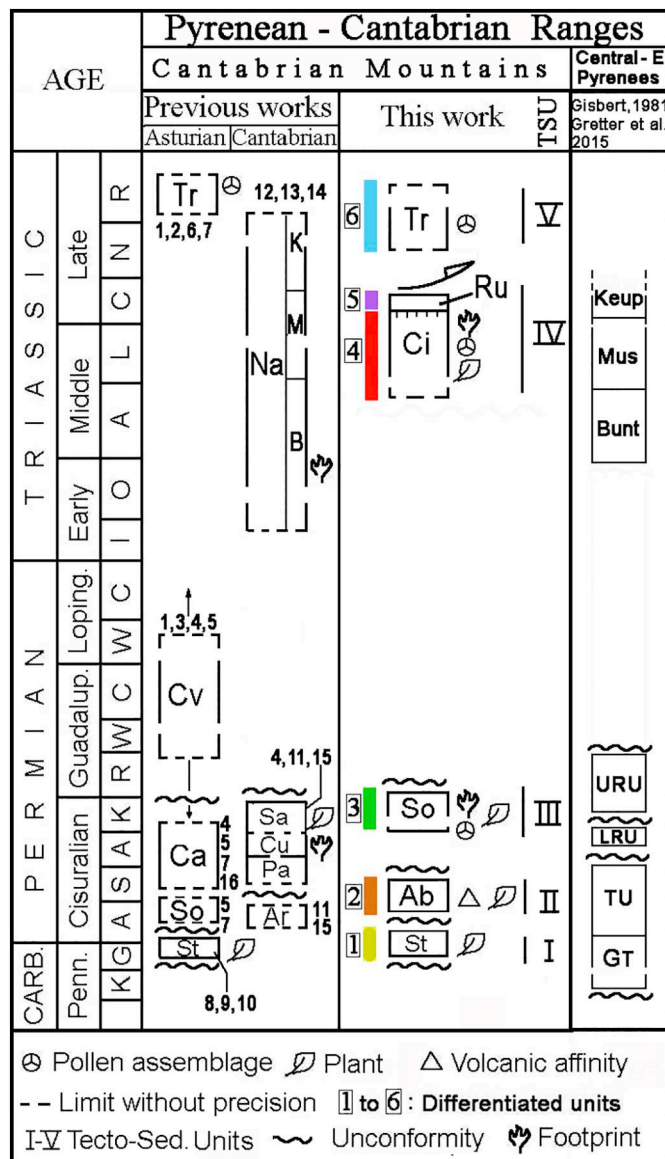 Pyrenean - Cantabrian Ranges
AGE
Cantabrian Mountains
Central - E
Pyrenees
Previous works
Asturian Cantabrian
This work
TSU
Gisbert, 1981
Gretter et al.
2015
TRIASSIC
Late
Middle
Early
R
N
C
L
A
O
I
PERMIAN
Loping.
Guadalup.
Cisuralian
C
W
C
W
R
K
A
S
A
CARB.
Penn.
G
K
Tr
1,2,6,7
12, 13, 14
Na
K
M
B
1,3,4,5
Cv
4, 11, 15
Ca
4
5
7
16
So
5
7
St
8,9,10
Sa
Cu
Pa
Ar
11
15
6
Tr
V
5
Ru
4
Ci
IV
3
So
III
2
Ab
II
1
St
I
Keup
Mus
Bunt
URU
LRU
TU
GT
Pollen assemblage Plant Volcanic affinity
-- Limit without precision 1 to 6 : Differentiated units
I-V Tecto-Sed. Units Unconformity Footprint